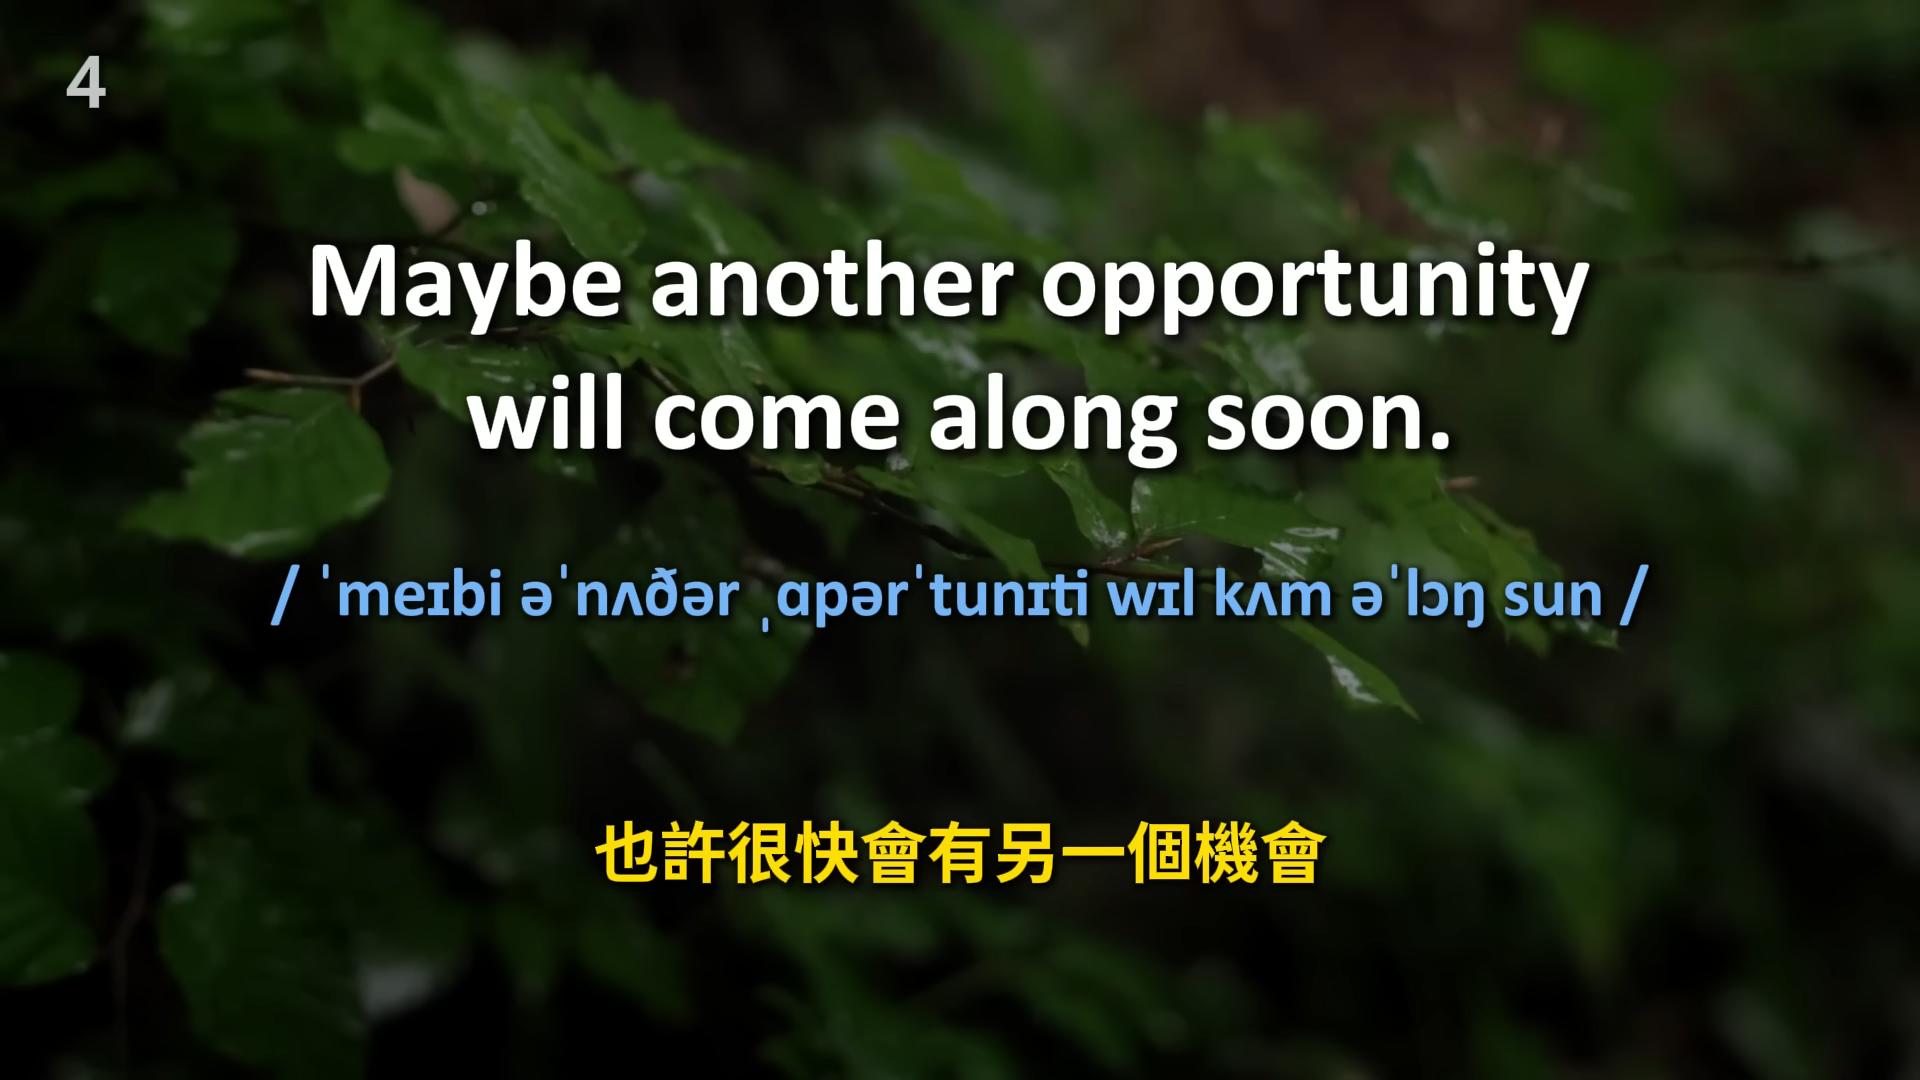 4
Maybe another opportunity
will come along soon.
/ ˈmeɪbi əˈnʌðər ˌɑpərˈtunɪti wɪl kʌm əˈlɔŋ sun /
也許很快會有另一個機會